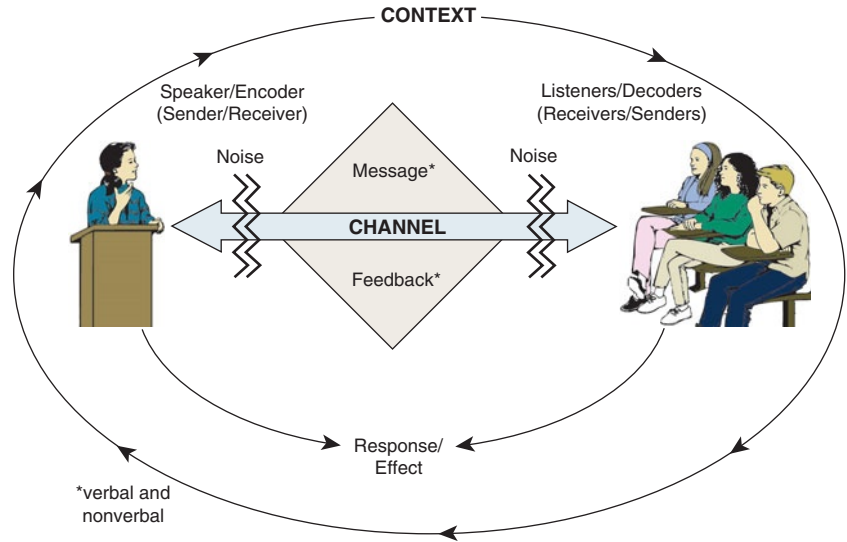 CONTEXT
Speaker/Encoder
(Sender/Receiver)
Listeners/Decoders
(Receivers/Senders)
Noise
Message*
Noise
CHANNEL
Feedback*
Response/
Effect
*verbal and
nonverbal